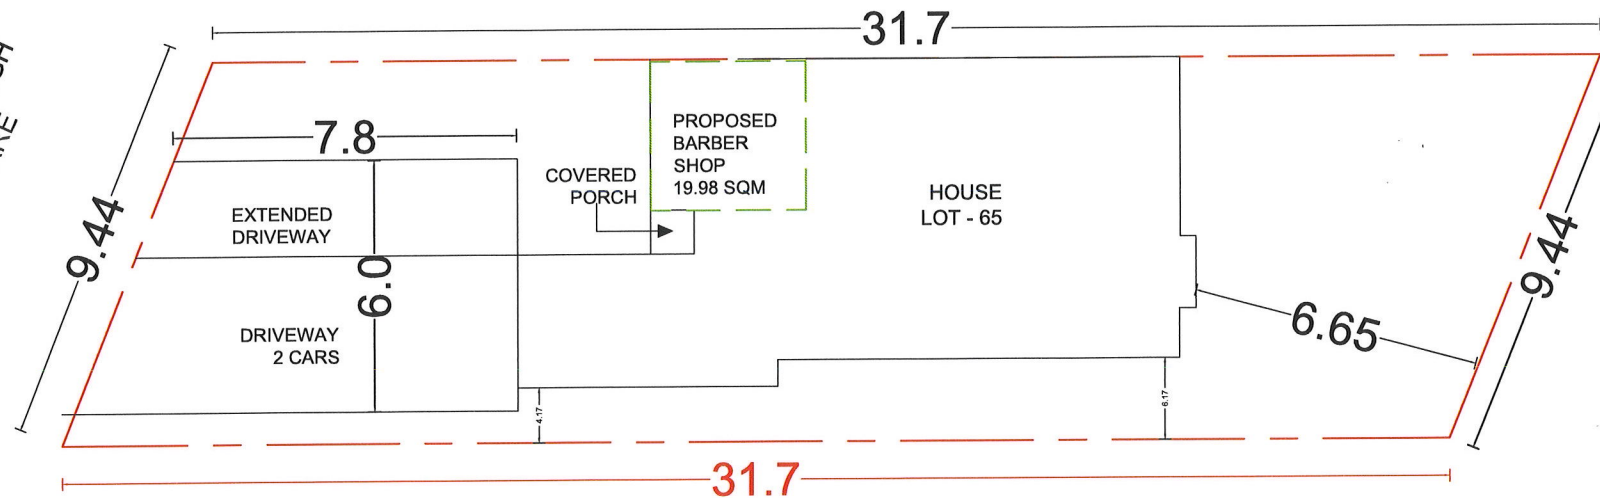 31.7
7.8
PROPOSED
BARBER
SHOP
19.98 SQM
COVERED
PORCH
HOUSE
LOT - 65
EXTENDED
DRIVEWAY
9.44
6.0
9.44
6.65
DRIVEWAY
2 CARS
4.17
6.17
31.7